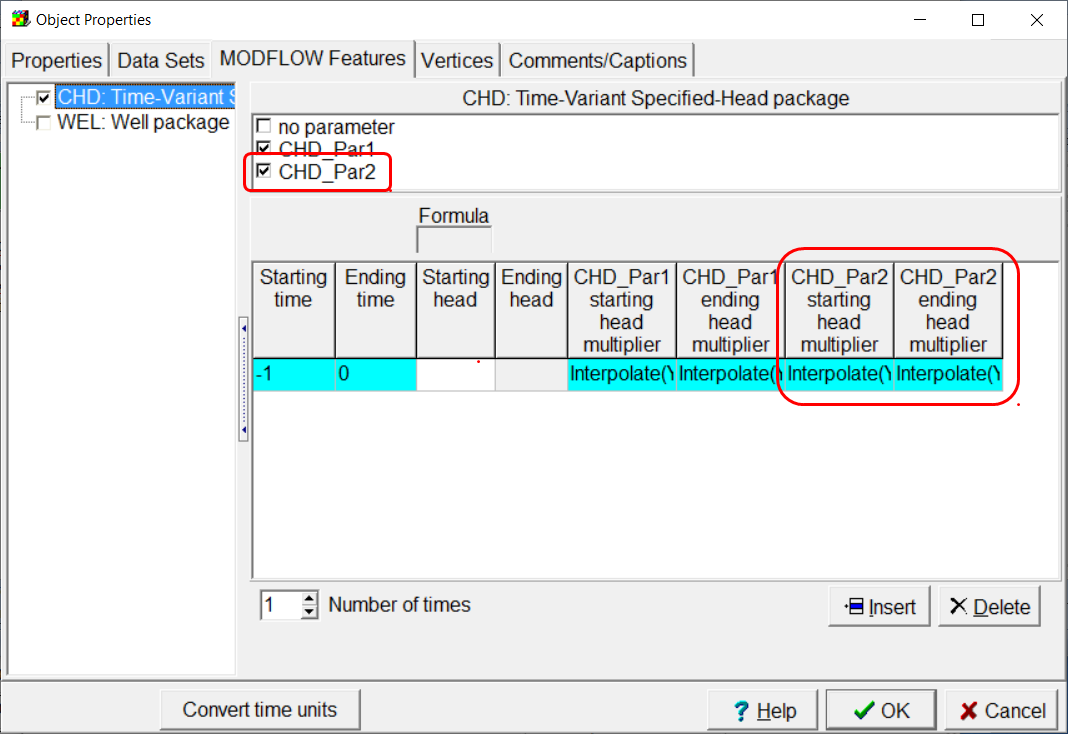 Object Properties
Properties
Data Sets
MODFLOW Features
Vertices
Comments/Captions
CHD: Time-Variant S
WEL: Well package
CHD: Time-Variant Specified-Head package
no parameter
CHD_Par1
CHD_Par2
Formula
Starting
time
Ending
time
Starting
head
Ending
head
CHD_Par1
starting
head
multiplier
CHD_Par1
ending
head
multiplier
CHD_Par2
starting
head
multiplier
CHD_Par2
ending
head
multiplier
-1
0
Interpolate(Y
Interpolate(Y
Interpolate(Y
Interpolate(Y
1
Number of times
Insert
Delete
Convert time units
Help
OK
Cancel